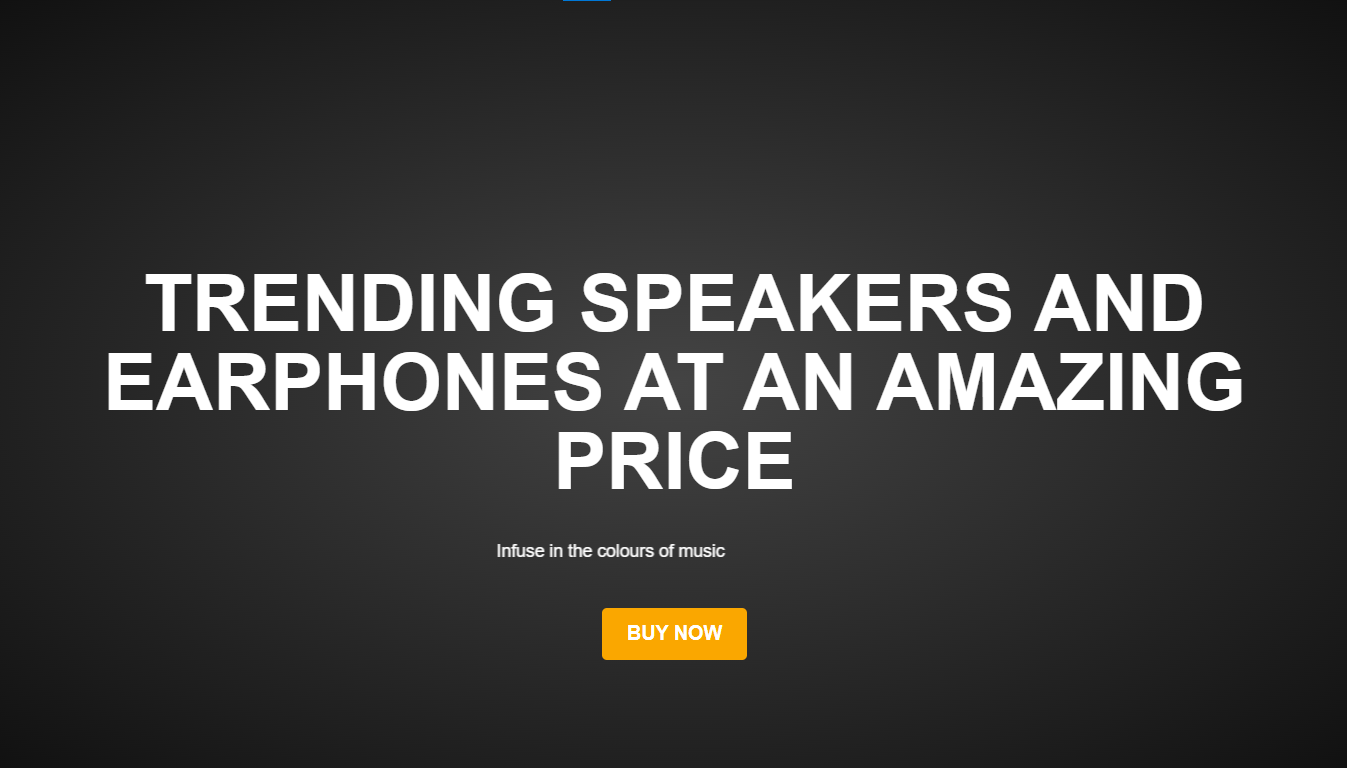 TRENDING SPEAKERS AND
EARPHONES AT AN AMAZING
PRICE
Infuse in the colours of music
BUY NOW